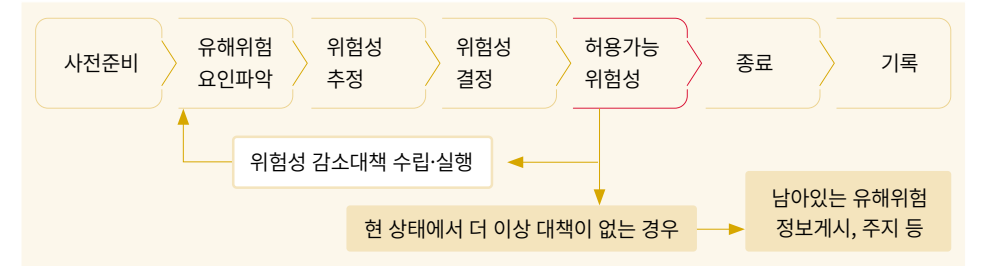 사전준비
유해위험
요인파악
위험성
추정
위험성
결정
허용가능
위험성
종료
기록
위험성 감소대책 수립·실행
현 상태에서 더 이상 대책이 없는 경우
남아있는 유해위험
정보게시, 주지 등